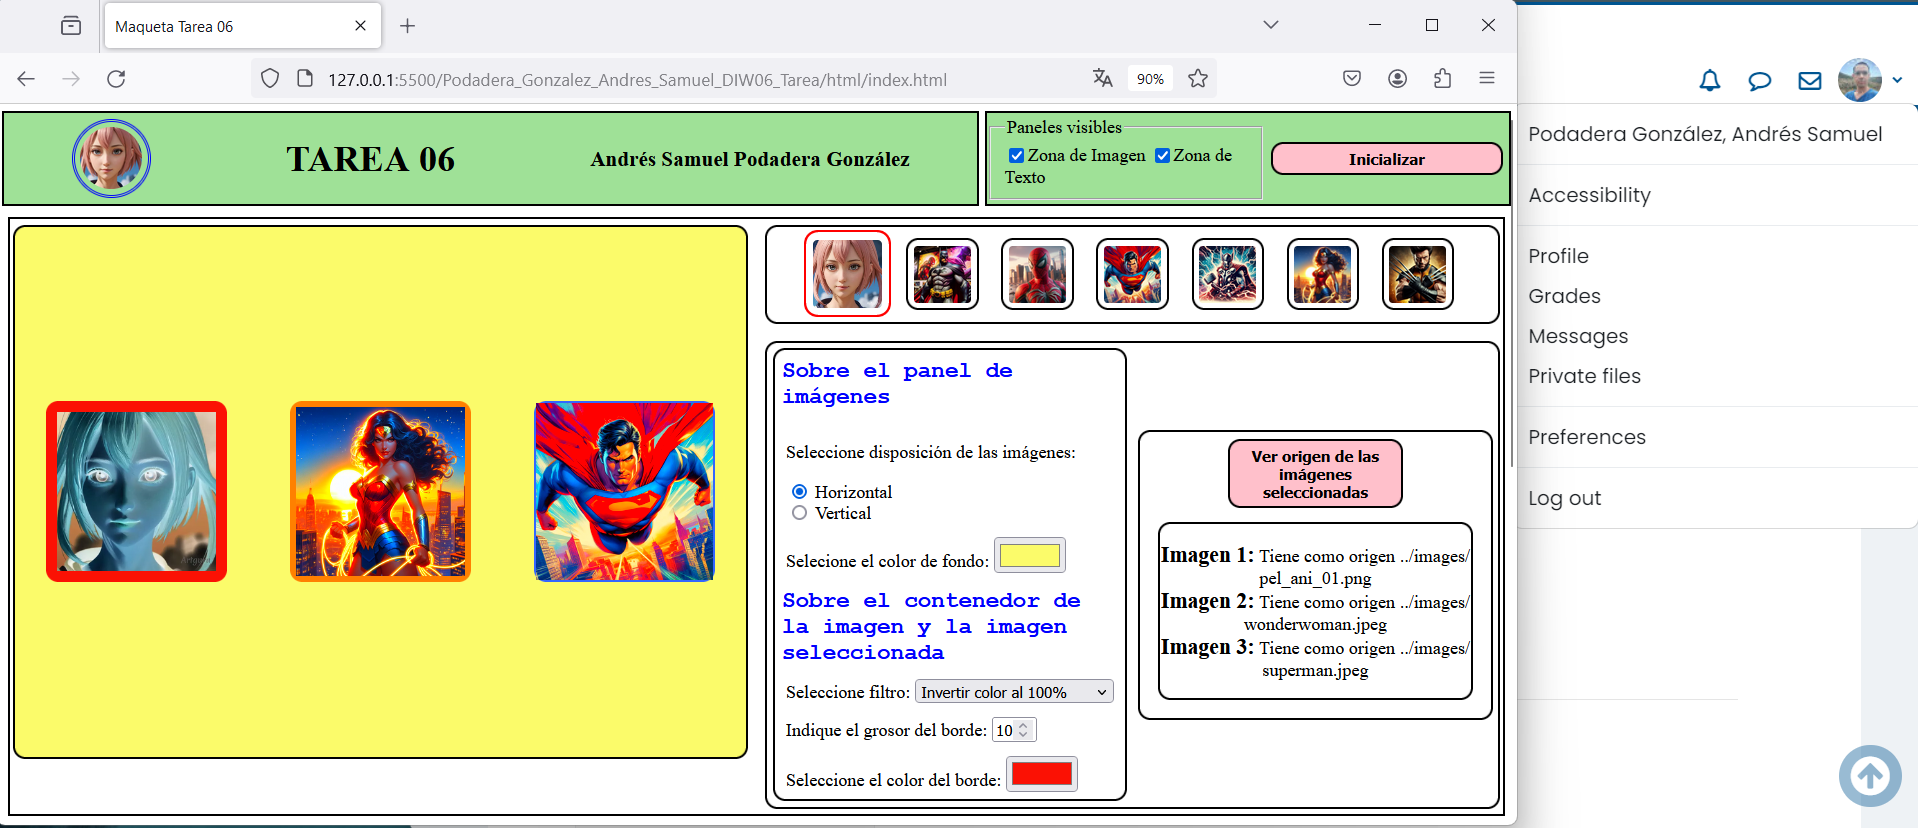 Maqueta Tarea 06
127.0.0.1:5500/Podadera_Gonzalez_Andres_Samuel_DIW06_Tarea/html/index.html
90%
TAREA 06
Andrés Samuel Podadera González
Paneles visibles
Zona de Imagen Zona de
Texto
Inicializar
Sobre el panel de
imágenes
Seleccione disposición de las imágenes:
Horizontal
Vertical
Selecione el color de fondo:
Sobre el contenedor de
la imagen y la imagen
seleccionada
Seleccione filtro: Invertir color al 100%
Indique el grosor del borde: 10
Seleccione el color del borde:
Ver origen de las
imágenes
seleccionadas
Imagen 1: Tiene como origen ../images/
pel_ani_01.png
Imagen 2: Tiene como origen ../images/
wonderwoman.jpeg
Imagen 3: Tiene como origen ../images/
superman.jpeg
Podadera González, Andrés Samuel
Accessibility
Profile
Grades
Messages
Private files
Preferences
Log out